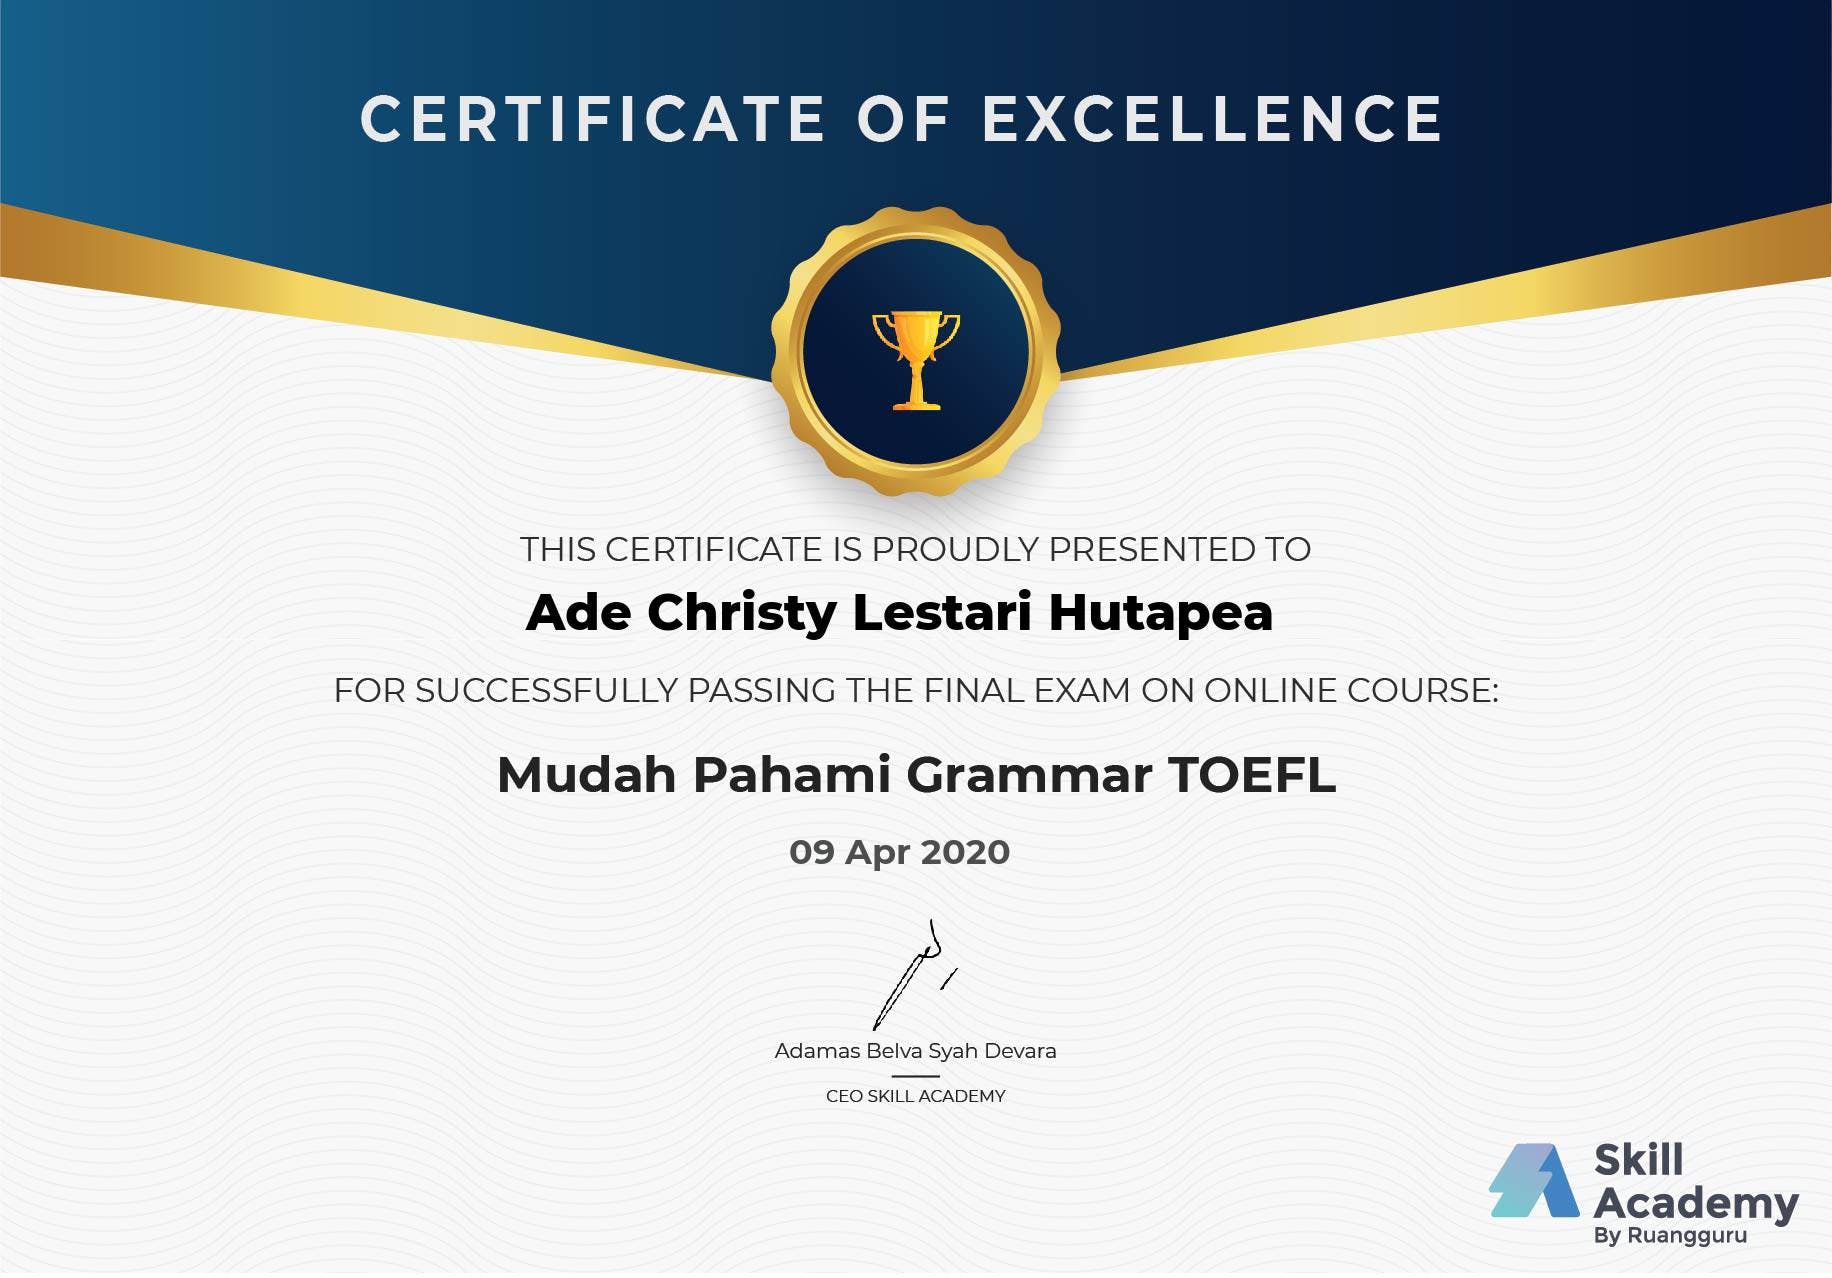 CERTIFICATE OF EXCELLENCE
THIS CERTIFICATE IS PROUDLY PRESENTED TO
Ade Christy Lestari Hutapea
FOR SUCCESSFULLY PASSING THE FINAL EXAM ON ONLINE COURSE:
Mudah Pahami Grammar TOEFL
09 Apr 2020
Adamas Belva Syah Devara
CEO SKILL ACADEMY
Skill
Academy
By Ruangguru